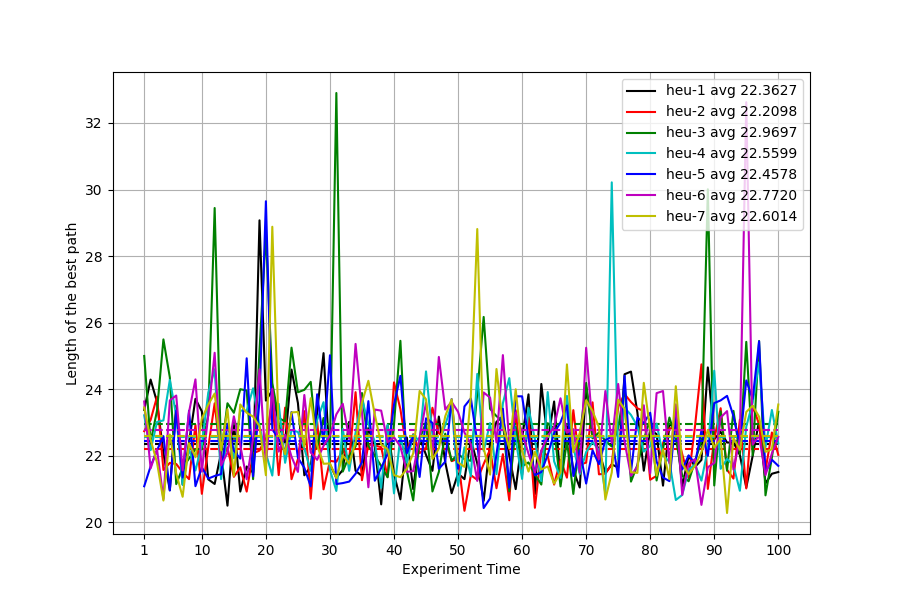 heu-1 avg 22.3627
heu-2 avg 22.2098
heu-3 avg 22.9697
heu-4 avg 22.5599
heu-5 avg 22.4578
heu-6 avg 22.7720
heu-7 avg 22.6014
Length of the best path
32
30
28
26
24
22
20
1 10 20 30 40 50 60 70 80 90 100
Experiment Time